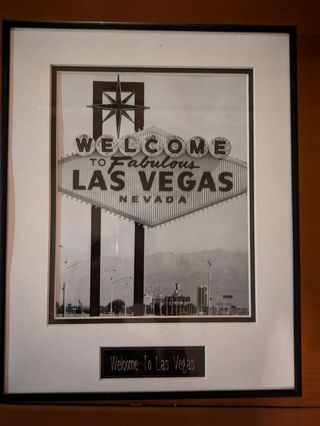 WELCOME
TO Fabulous
LAS VEGAS
NEVADA
Welcome To Las Vegas